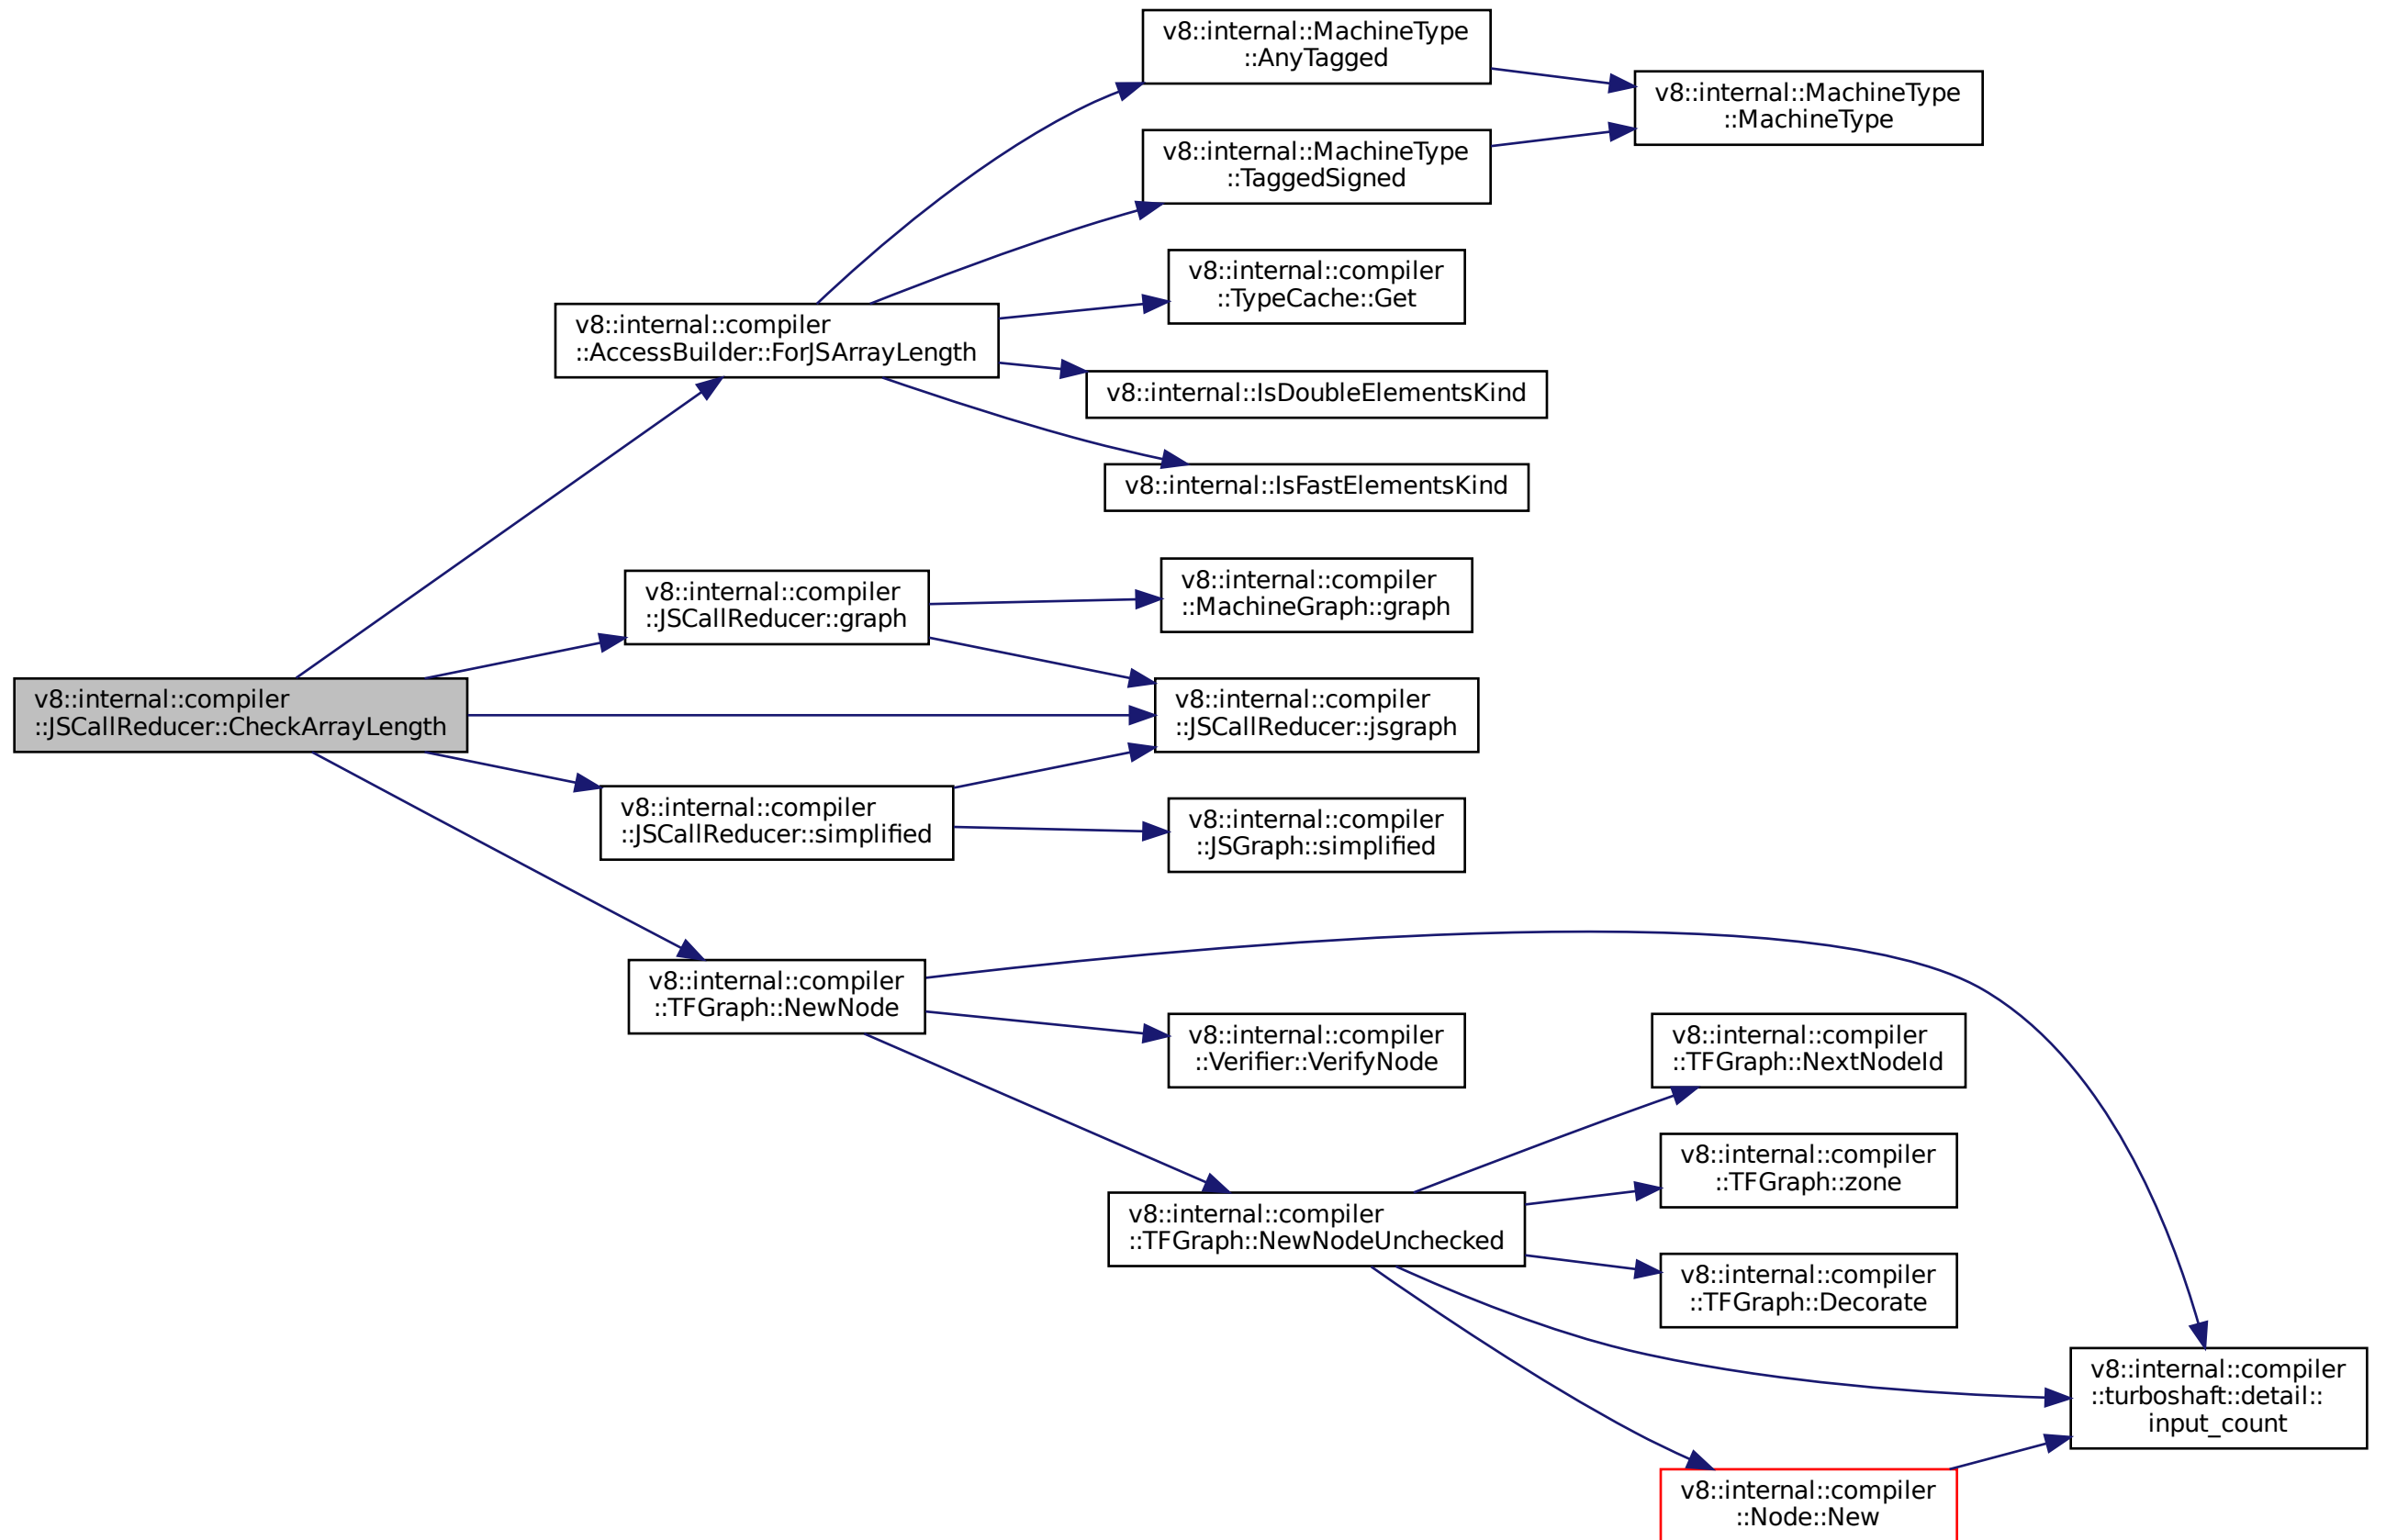 v8::internal::MachineType
::AnyTagged
v8::internal::MachineType
::MachineType
v8::internal::MachineType
::TaggedSigned
v8::internal::compiler
::TypeCache::Get
v8::internal::compiler
::AccessBuilder::ForJSArrayLength
v8::internal::IsDoubleElementsKind
v8::internal::IsFastElementsKind
v8::internal::compiler
::JSCallReducer::graph
v8::internal::compiler
::MachineGraph::graph
v8::internal::compiler
::JSCallReducer::CheckArrayLength
v8::internal::compiler
::JSCallReducer::jsgraph
v8::internal::compiler
::JSCallReducer::simplified
v8::internal::compiler
::JSGraph::simplified
v8::internal::compiler
::TFGraph::NewNode
v8::internal::compiler
::Verifier::VerifyNode
v8::internal::compiler
::TFGraph::NextNodeId
v8::internal::compiler
::TFGraph::zone
v8::internal::compiler
::TFGraph::NewNodeUnchecked
v8::internal::compiler
::TFGraph::Decorate
v8::internal::compiler
::turboshaft::detail::
input_count
v8::internal::compiler
::Node::New